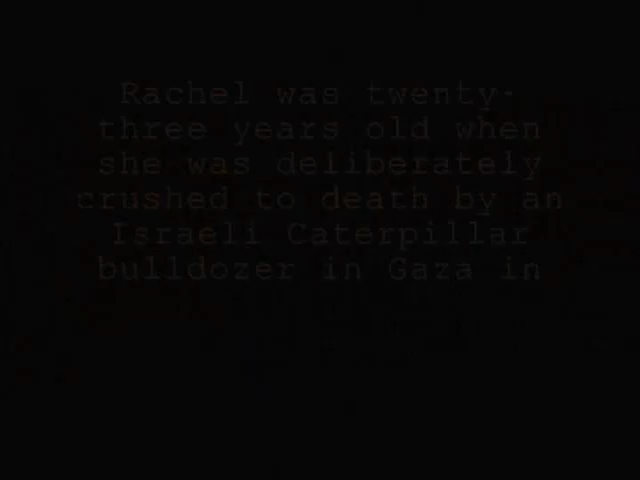 Rachel was twenty-
three years old when
she was deliberately
crushed to death by an
Israeli Caterpillar
bulldozer in Gaza in